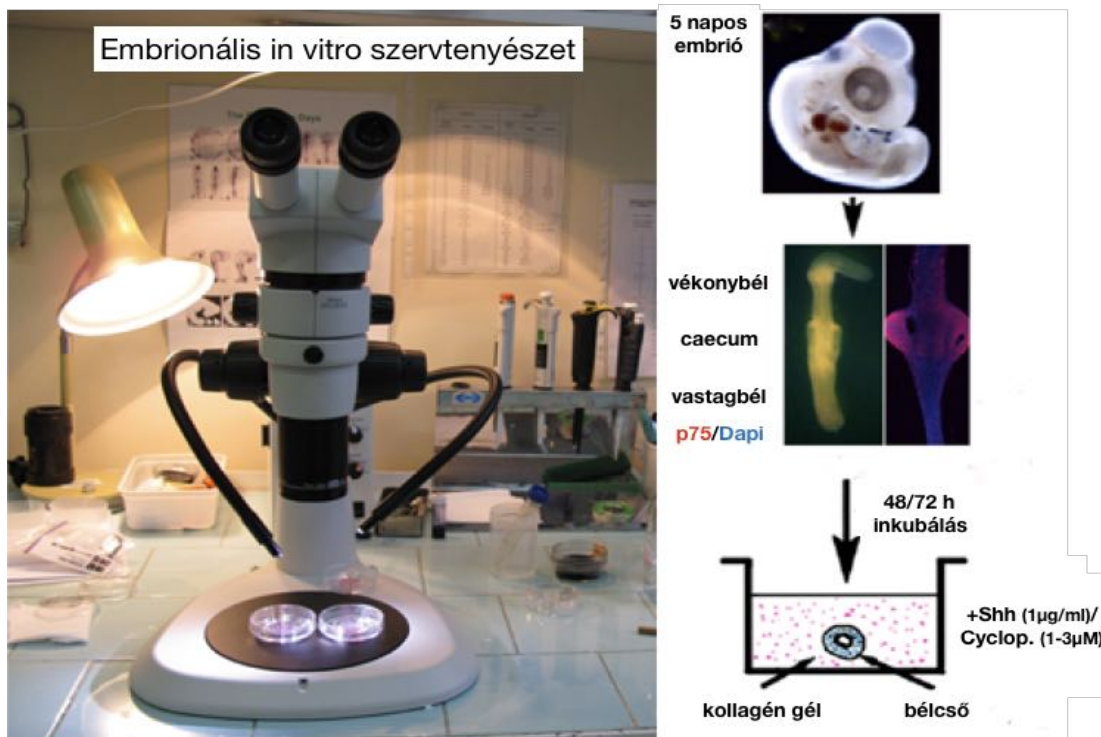 Embrionális in vitro szervtenyészet
5 napos
embrió
vékonybél
caecum
vastagbél
p75/Dapi
48/72 h
inkubálás
+Shh (1µg/ml)/
Cyclop. (1-3µM)
kollagén gél
bélcső